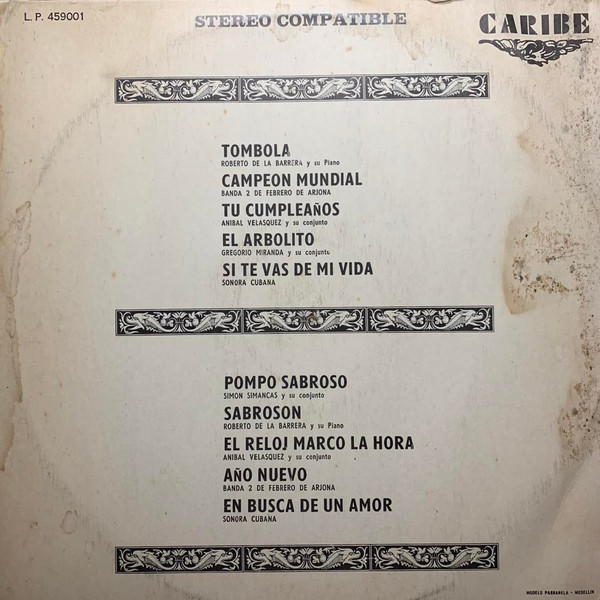 L.P. 459001
STEREO COMPATIBLE
CARIBE
TOMBOLA
ROBERTO DE LA BARRERA y su Piano
CAMPEON MUNDIAL
BANDA 2 DE FEBRERO DE ARJONA
TU CUMPLEAÑOS
ANIBAL VELASQUEZ y su conjunto
EL ARBOLITO
GREGORIO MIRANDA y su conjunto
SI TE VAS DE MI VIDA
SONORA CUBANA
POMPO SABROSO
SIMON SIMANCAS y su conjunto
SABROSON
ROBERTO DE LA BARRERA y su Piano
EL RELOJ MARCO LA HORA
ANIBAL VELASQUEZ y su conjunto
AÑO NUEVO
BANDA 2 DE FEBRERO DE ARJONA
EN BUSCA DE UN AMOR
SONORA CUBANA
MODELO - MEDELLIN